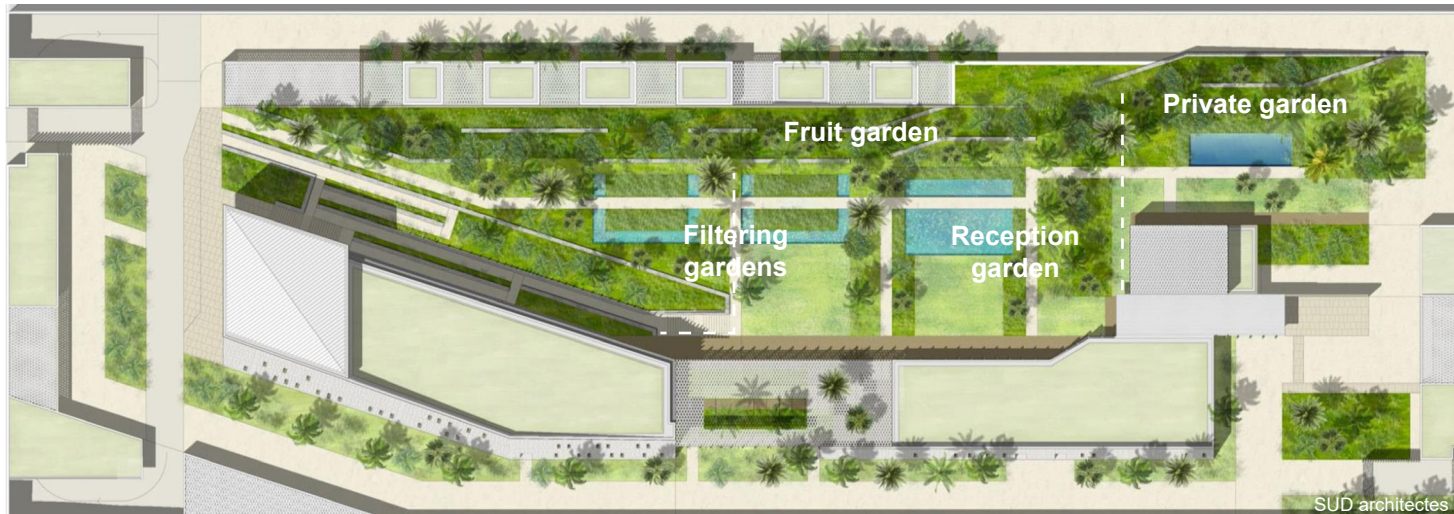 Private garden
Fruit garden
Filtering
gardens
Reception
garden
SUD architectes